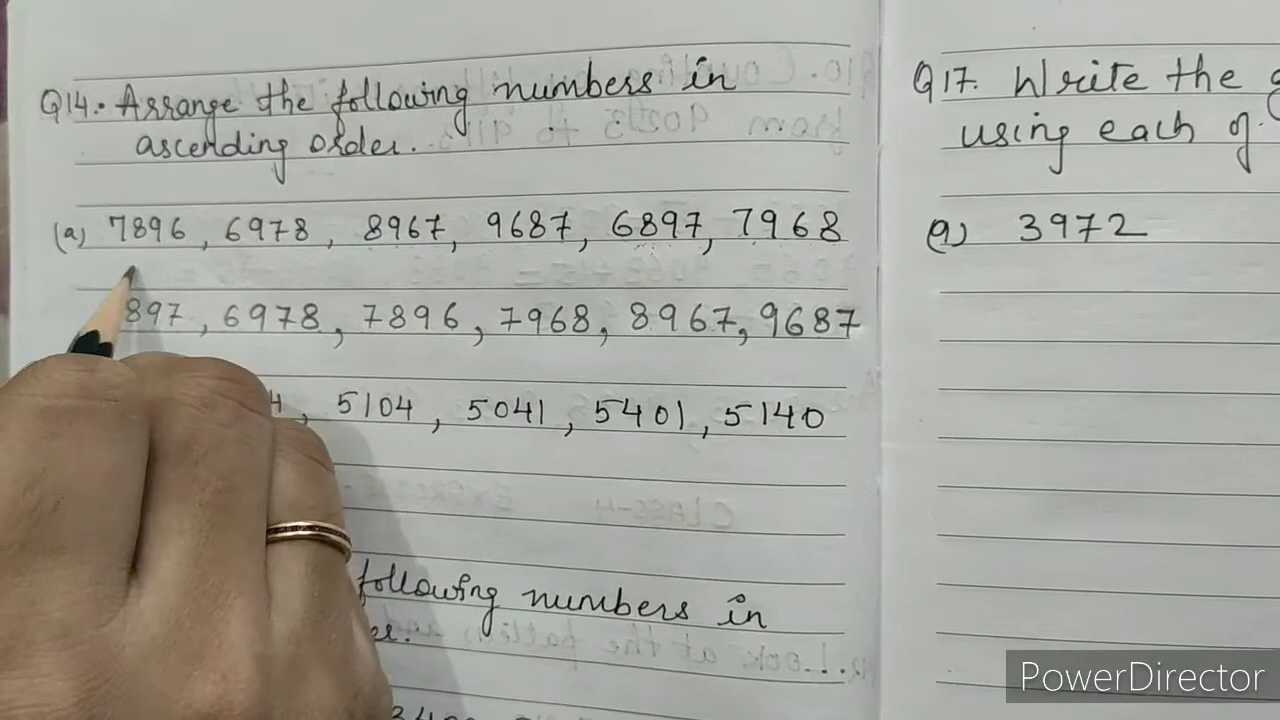 Q14. Arrange the following numbers in
ascending order.
(a) 7896, 6978, 8967, 9687, 6897, 7968
897, 6978, 7896, 7968, 8967, 9687
4, 5104, 5041, 5401, 5140
following numbers in
Q17. Write the
using each of
(a) 3972
PowerDirector